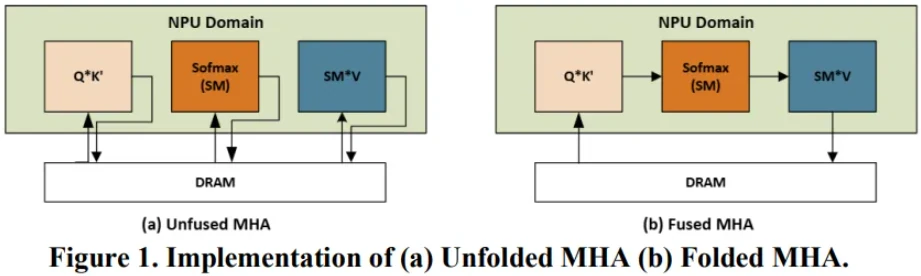 NPU Domain
Q*K'
Sofmax
(SM)
SM*V
DRAM
(a) Unfused MHA
NPU Domain
Q*K'
Sofmax
(SM)
SM*V
DRAM
(b) Fused MHA
Figure 1. Implementation of (a) Unfolded MHA (b) Folded MHA.